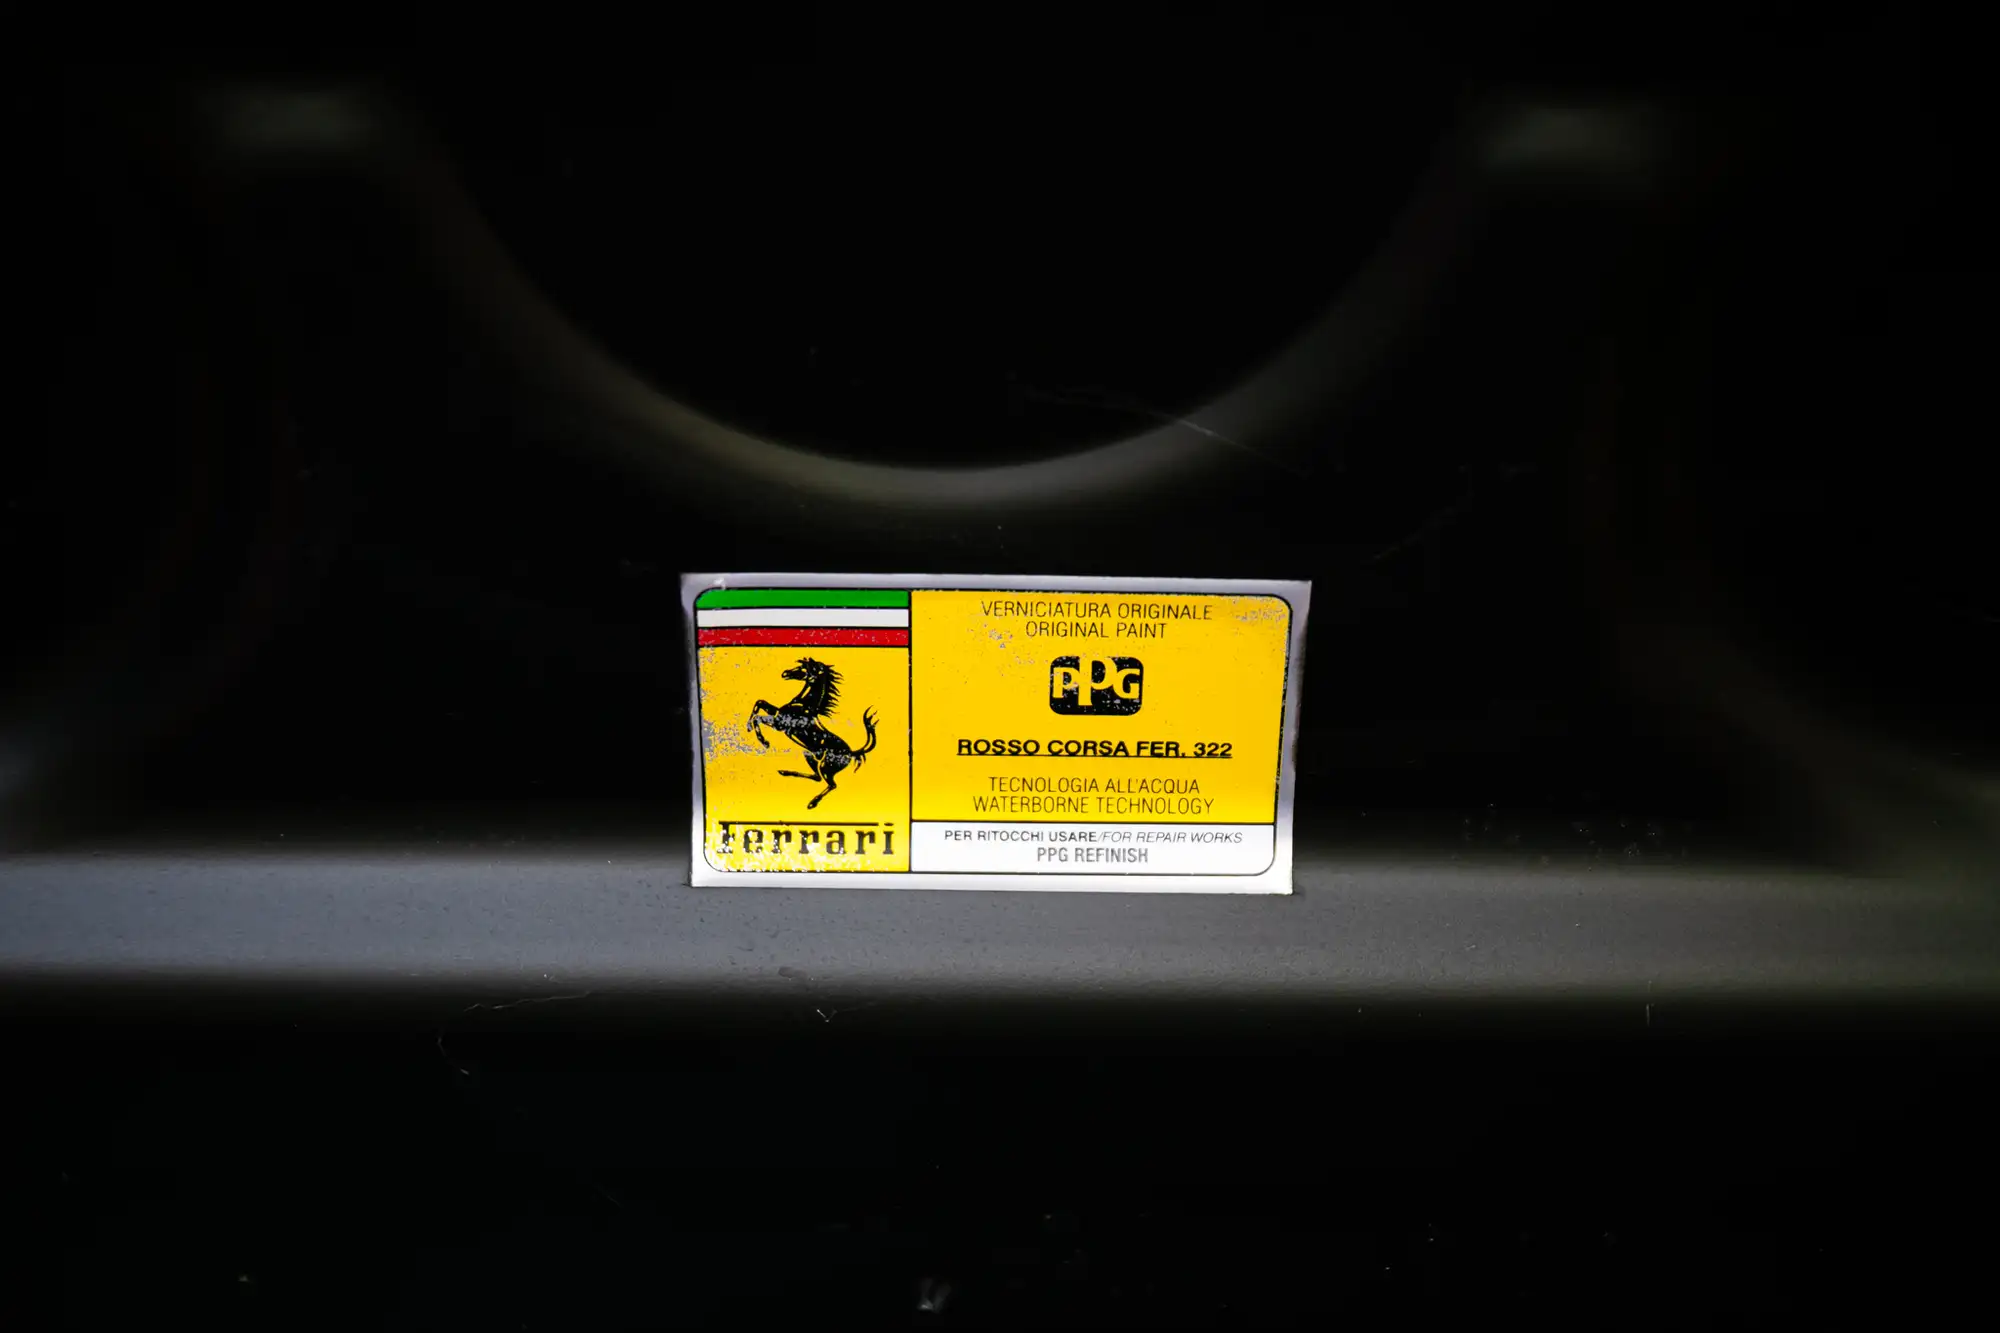 VERNICIATURA ORIGINALE
ORIGINAL PAINT
PPG
ROSSO CORSA FER. 322
TECNOLOGIA ALL'ACQUA
WATERBORNE TECHNOLOGY
PER RITOCCHI USARE/FOR REPAIR WORKS
PPG REFINISH
Ferrari